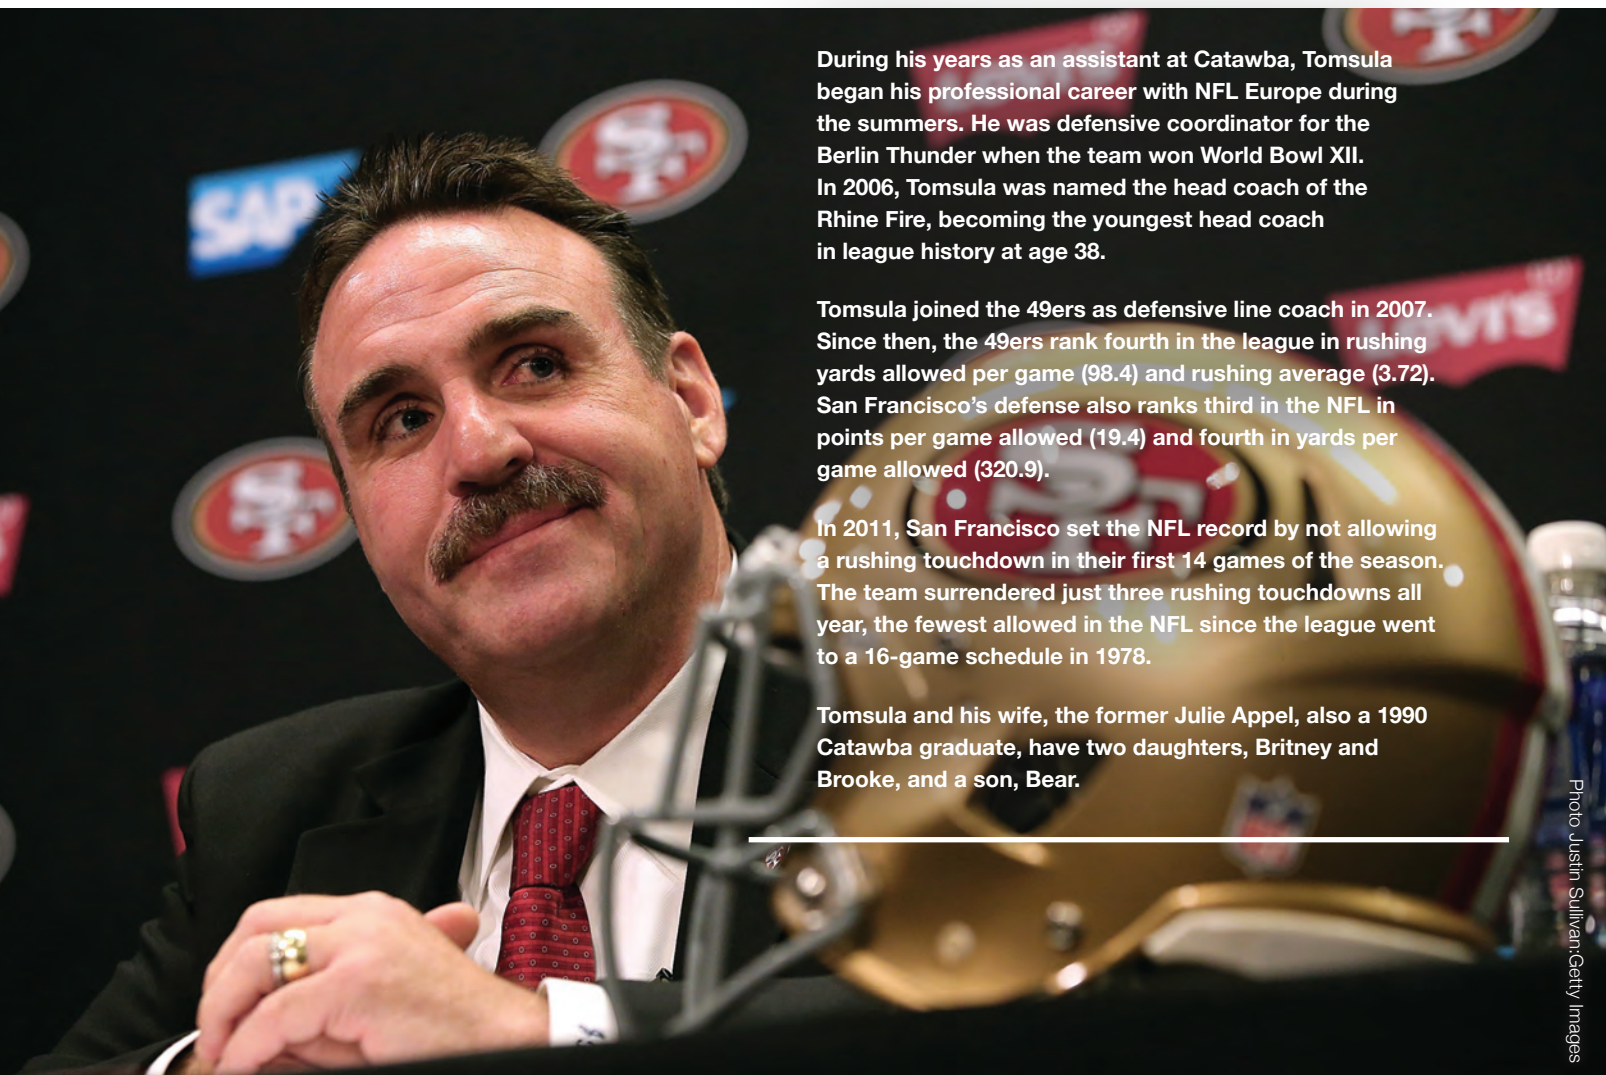 During his years as an assistant at Catawba, Tomsula
began his professional career with NFL Europe during
the summers. He was defensive coordinator for the
Berlin Thunder when the team won World Bowl XII.
In 2006, Tomsula was named the head coach of the
Rhine Fire, becoming the youngest head coach
in league history at age 38.
Tomsula joined the 49ers as defensive line coach in 2007.
Since then, the 49ers rank fourth in the league in rushing
yards allowed per game (98.4) and rushing average (3.72).
San Francisco’s defense also ranks third in the NFL in
points per game allowed (19.4) and fourth in yards per
game allowed (320.9).
In 2011, San Francisco set the NFL record by not allowing
a rushing touchdown in their first 14 games of the season.
The team surrendered just three rushing touchdowns all
year, the fewest allowed in the NFL since the league went
to a 16-game schedule in 1978.
Tomsula and his wife, the former Julie Appel, also a 1990
Catawba graduate, have two daughters, Britney and
Brooke, and a son, Bear.
SAP
SF
SF
SF
LEVI'S
LEVI'S
SF
NFL
Photo Justin Sullivan:Getty Images